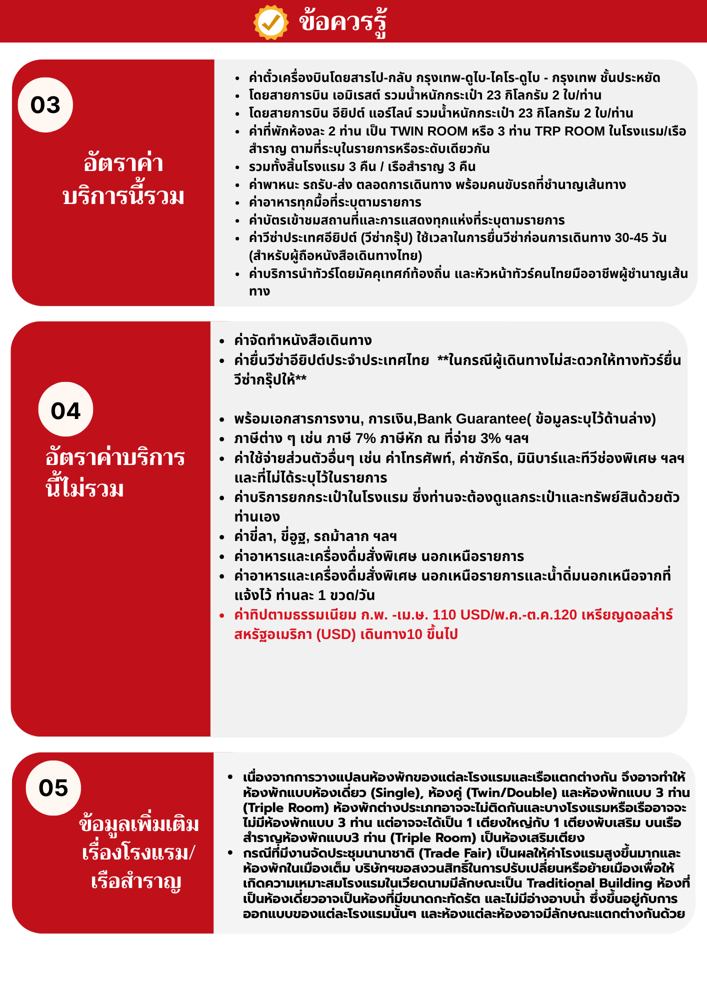 ข้อควรรู้
03
อัตราค่า
บริการนี้รวม
• ค่าตั๋วเครื่องบินโดยสารไป-กลับ กรุงเทพ-ดูไบ-ไคโร-ดูไบ - กรุงเทพ ชั้นประหยัด
• โดยสายการบิน เอมิเรสต์ รวมน้ำหนักกระเป๋า 23 กิโลกรัม 2 ใบ/ท่าน
• โดยสายการบิน อียิปต์ แอร์ไลน์ รวมน้ำหนักกระเป๋า 23 กิโลกรัม 2 ใบ/ท่าน
• ค่าที่พักห้องละ 2 ท่าน เป็น TWIN ROOM หรือ 3 ท่าน TRP ROOM ในโรงแรม/เรือ
สำราญ ตามที่ระบุในรายการหรือระดับเดียวกัน
• รวมทั้งสิ้นโรงแรม 3 คืน / เรือสำราญ 3 คืน
• ค่าพาหนะ รถรับ-ส่ง ตลอดการเดินทาง พร้อมคนขับรถที่ชำนาญเส้นทาง
• ค่าอาหารทุกมื้อที่ระบุตามรายการ
• ค่าบัตรเข้าชมสถานที่และการแสดงทุกแห่งที่ระบุตามรายการ
• ค่าวีซ่าประเทศอียิปต์ (วีซ่ากรุ๊ป) ใช้เวลาในการยื่นวีซ่าก่อนการเดินทาง 30-45 วัน
(สำหรับผู้ถือหนังสือเดินทางไทย)
• ค่าบริการนำทัวร์โดยมัคคุเทศก์ท้องถิ่น และหัวหน้าทัวร์คนไทยมืออาชีพผู้ชำนาญเส้น
ทาง
04
อัตราค่าบริการ
นี้ไม่รวม
• ค่าจัดทำหนังสือเดินทาง
• ค่ายื่นวีซ่าอียิปต์ประจำประเทศไทย **ในกรณีผู้เดินทางไม่สะดวกให้ทางทัวร์ยื่น
วีซ่ากรุ๊ปให้**
• พร้อมเอกสารการงาน, การเงิน,Bank Guarantee( ข้อมูลระบุไว้ด้านล่าง)
• ภาษีต่าง ๆ เช่น ภาษี 7% ภาษีหัก ณ ที่จ่าย 3% ฯลฯ
• ค่าใช้จ่ายส่วนตัวอื่นๆ เช่น ค่าโทรศัพท์, ค่าซักรีด, มินิบาร์และทีวีช่องพิเศษ ฯลฯ
และที่ไม่ได้ระบุไว้ในรายการ
• ค่าบริการยกกระเป๋าในโรงแรม ซึ่งท่านจะต้องดูแลกระเป๋าและทรัพย์สินด้วยตัว
ท่านเอง
• ค่าขี่ลา, ขี่อูฐ, รถม้าลาก ฯลฯ
• ค่าอาหารและเครื่องดื่มสั่งพิเศษ นอกเหนือรายการ
• ค่าอาหารและเครื่องดื่มสั่งพิเศษ นอกเหนือรายการและน้ำดิ่มนอกเหนือจากที่
แจ้งไว้ ท่านละ 1 ขวด/วัน
• ค่าทิปตามธรรมเนียม ก.พ. -เม.ษ. 110 USD/พ.ค.-ต.ค.120 เหรียญดอลล่าร์
สหรัฐอเมริกา (USD) เดินทาง10 ขึ้นไป
05
ข้อมูลเพิ่มเติม
เรื่องโรงแรม/
เรือสำราญ
• เนื่องจากการวางแปลนห้องพักของแต่ละโรงแรมและเรือแตกต่างกัน จึงอาจทำให้
ห้องพักแบบห้องเดี่ยว (Single), ห้องคู่ (Twin/Double) และห้องพักแบบ 3 ท่าน
(Triple Room) ห้องพักต่างประเภทอาจจะไม่ติดกันและบางโรงแรมหรือเรืออาจจะ
ไม่มีห้องพักแบบ 3 ท่าน แต่อาจจะได้เป็น 1 เตียงใหญ่กับ 1 เตียงพับเสริม บนเรือ
สำราญห้องพักแบบ3 ท่าน (Triple Room) เป็นห้องเสริมเตียง
• กรณีที่มีงานจัดประชุมนานาชาติ (Trade Fair) เป็นผลให้ค่าโรงแรมสูงขึ้นมากและ
ห้องพักในเมืองเต็ม บริษัทฯขอสงวนสิทธิ์ในการปรับเปลี่ยนหรือย้ายเมืองเพื่อให้
เกิดความเหมาะสมโรงแรมในเวียดนามมีลักษณะเป็น Traditional Building ห้องที่
เป็นห้องเดี่ยวอาจเป็นห้องที่มีขนาดกะทัดรัต และไม่มีอ่างอาบน้ำ ซึ่งขึ้นอยู่กับการ
ออกแบบของแต่ละโรงแรมนั้นๆ และห้องแต่ละห้องอาจมีลักษณะแตกต่างกันด้วย